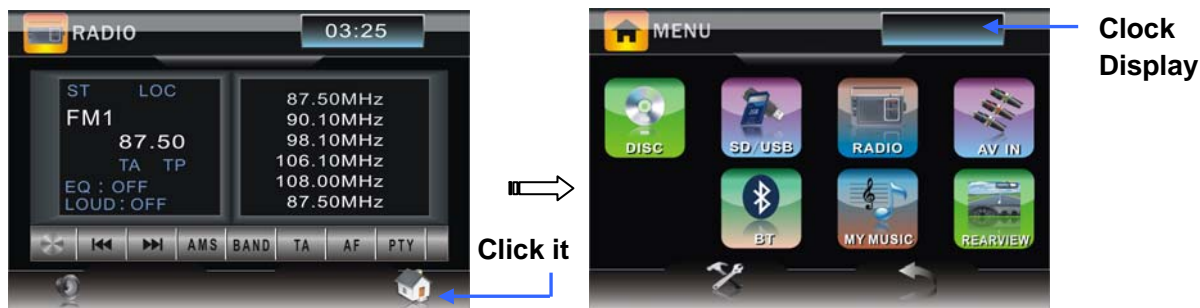 RADIO
03:25
ST LOC
FM1
87.50
TA TP
EQ : OFF
LOUD : OFF
87.50MHz
90.10MHz
98.10MHz
106.10MHz
108.00MHz
87.50MHz
AMS BAND TA AF PTY
Click it
MENU
DISC SD/USB RADIO AV IN
BT MY MUSIC REARVIEW
Clock
Display